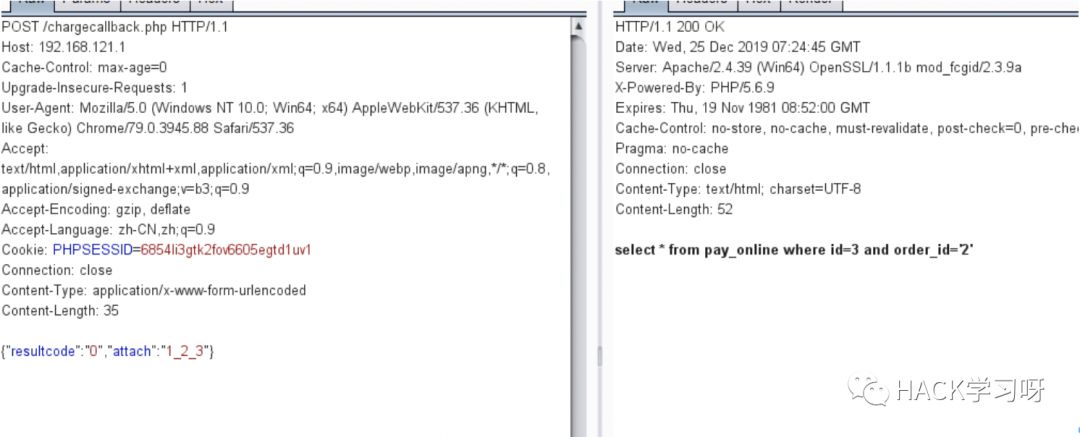 Raw Params Headers Hex
POST /chargecallback.php HTTP/1.1
Host: 192.168.121.1
Cache-Control: max-age=0
Upgrade-Insecure-Requests: 1
User-Agent: Mozilla/5.0 (Windows NT 10.0; Win64; x64) AppleWebKit/537.36 (KHTML,
like Gecko) Chrome/79.0.3945.88 Safari/537.36
Accept:
text/html,application/xhtml+xml,application/xml;q=0.9,image/webp,image/apng,*/*;q=0.8,
application/signed-exchange;v=b3;q=0.9
Accept-Encoding: gzip, deflate
Accept-Language: zh-CN,zh;q=0.9
Cookie: PHPSESSID=6854li3gtk2fov6605egtd1uv1
Connection: close
Content-Type: application/x-www-form-urlencoded
Content-Length: 35
{"resultcode":"0","attach":"1_2_3"}
Raw Headers Hex Render
HTTP/1.1 200 OK
Date: Wed, 25 Dec 2019 07:24:45 GMT
Server: Apache/2.4.39 (Win64) OpenSSL/1.1.1b mod_fcgid/2.3.9a
X-Powered-By: PHP/5.6.9
Expires: Thu, 19 Nov 1981 08:52:00 GMT
Cache-Control: no-store, no-cache, must-revalidate, post-check=0, pre-che
Pragma: no-cache
Connection: close
Content-Type: text/html; charset=UTF-8
Content-Length: 52
select * from pay_online where id=3 and order_id='2'
HACK学习呀